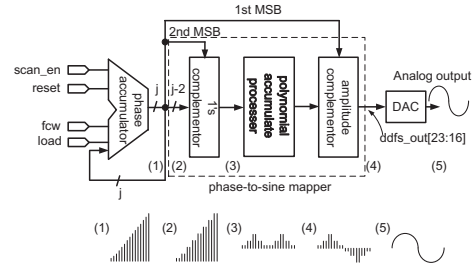 1st MSB
2nd MSB
scan_en
reset
fcw
load
phase
accumulator
j
j-2
1's
complementor
polynomial
accumulate
processer
amplitude
complementor
DAC
Analog output
ddfs_out[23:16]
(1)
(2)
(3)
(4)
(5)
j
phase-to-sine mapper
(1)
(2)
(3)
(4)
(5)